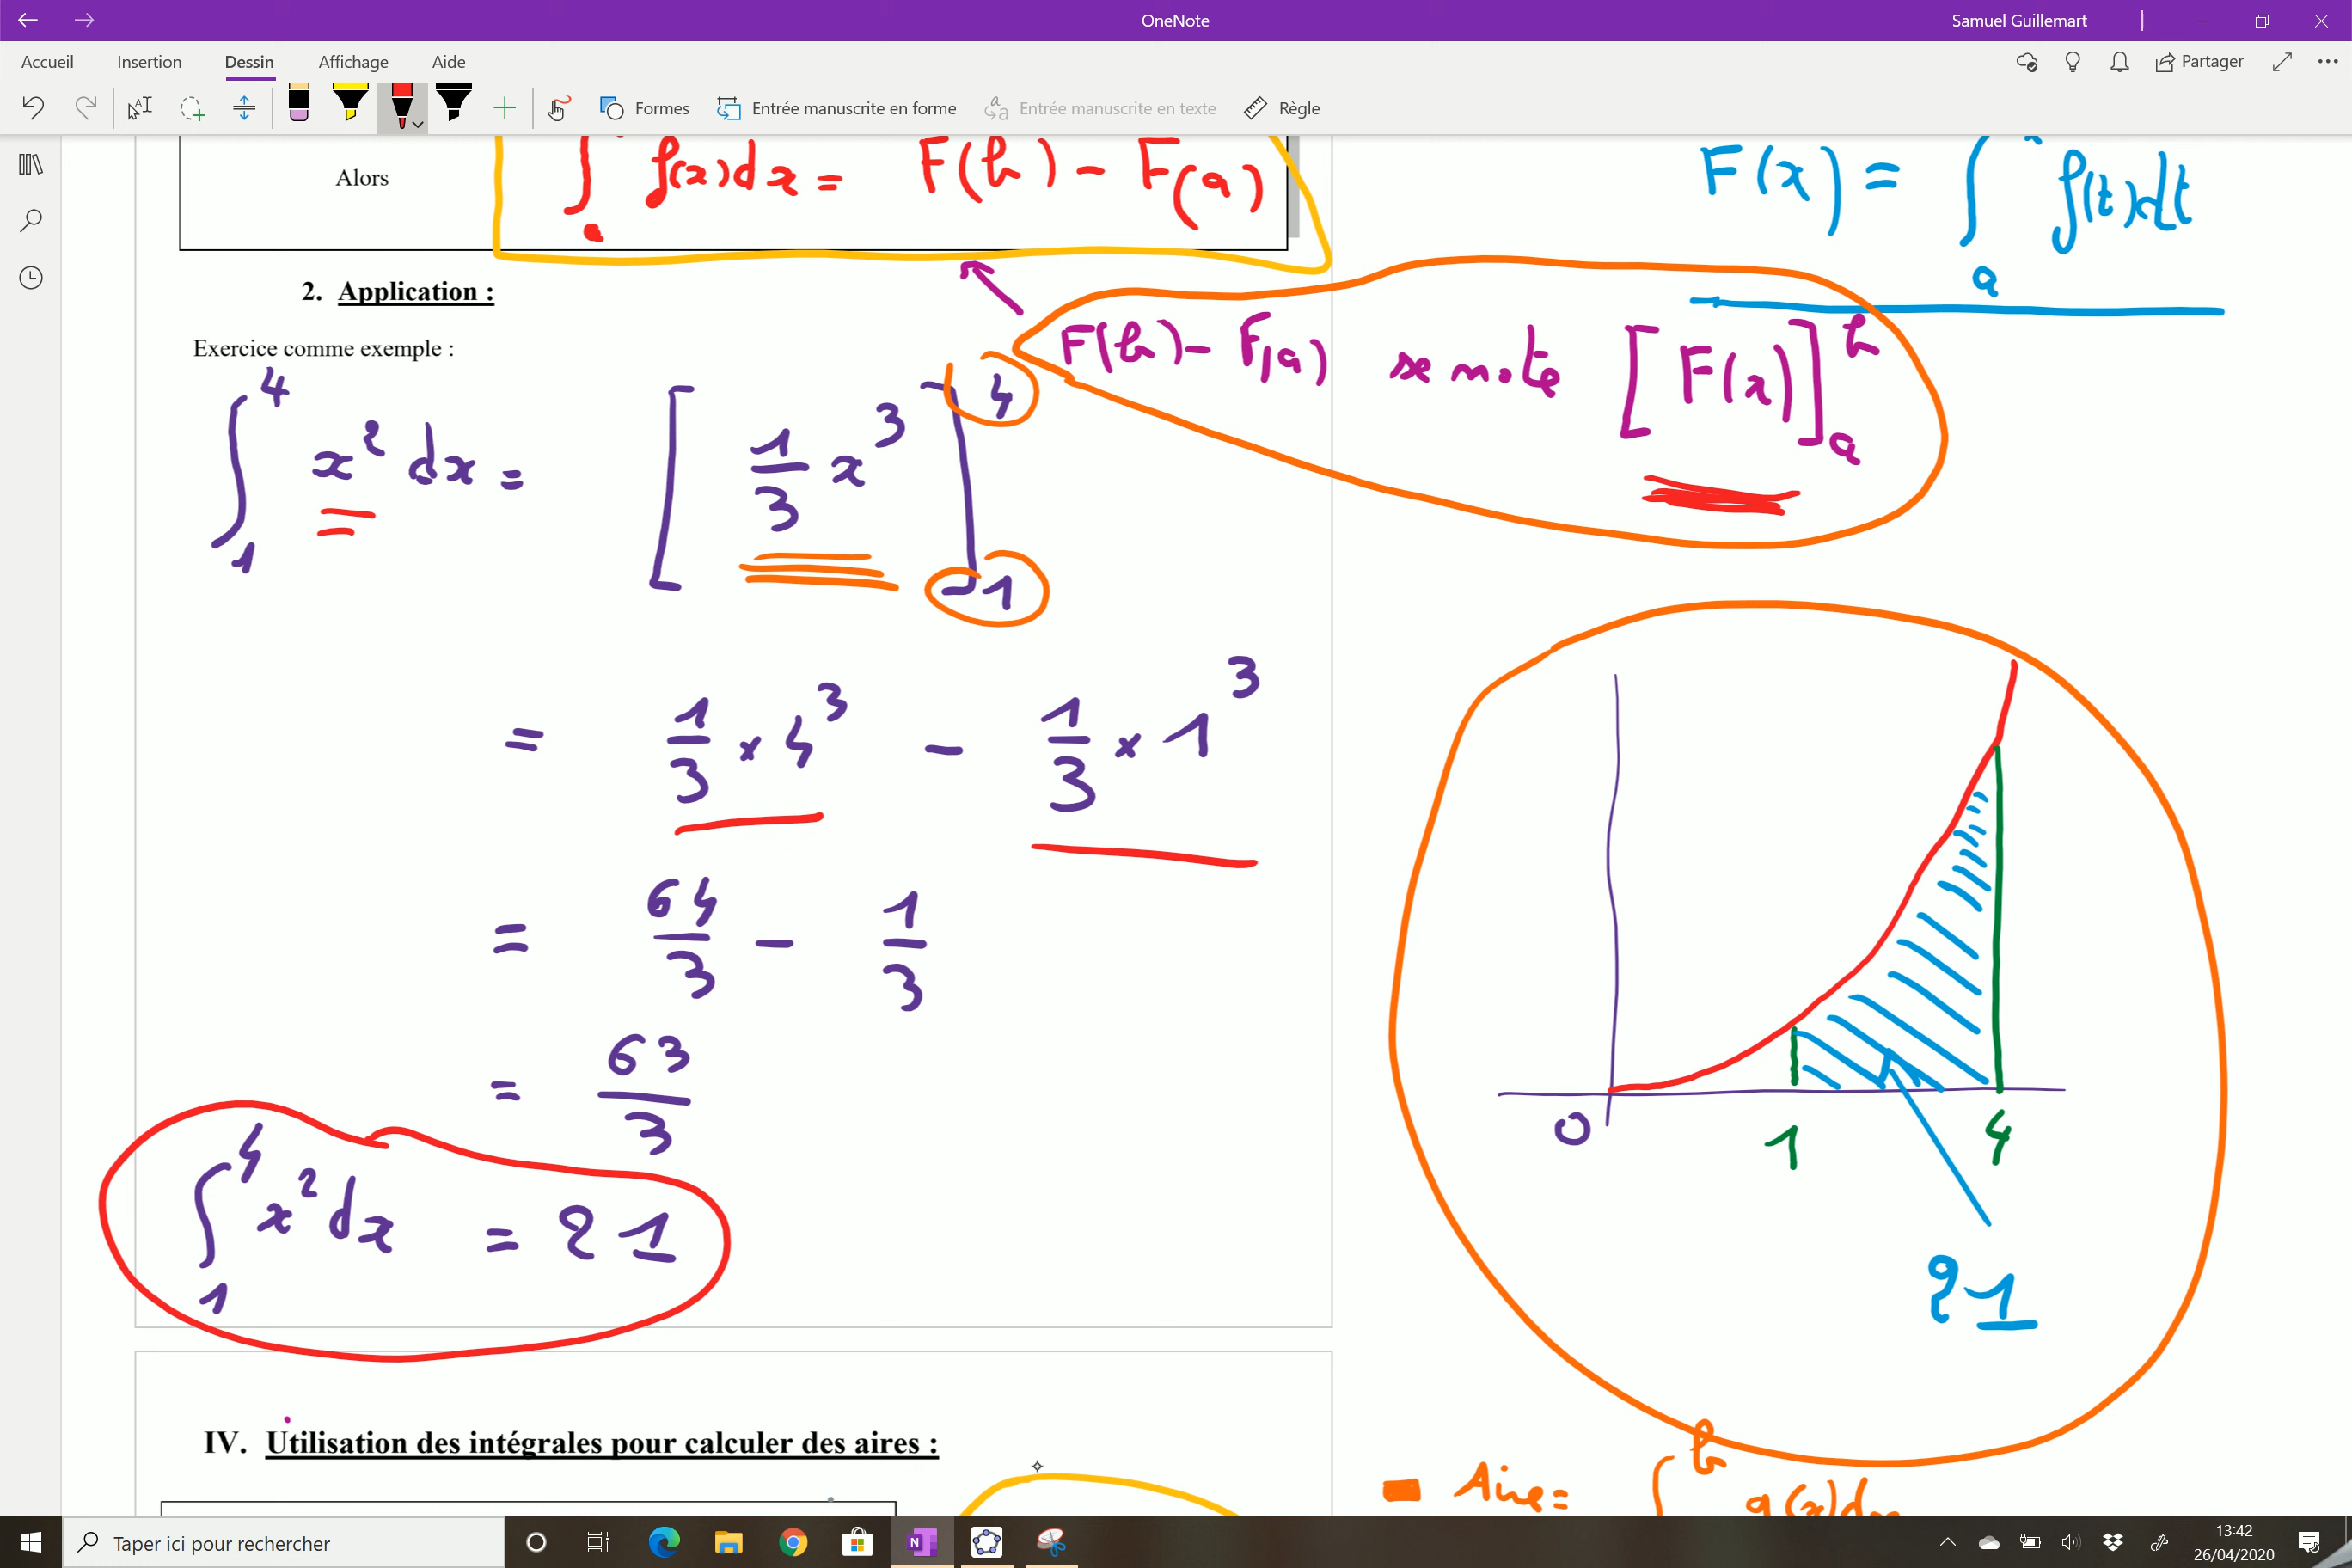 OneNote
Samuel Guillemart
Accueil Insertion Dessin Affichage Aide
Partager
Formes Entrée manuscrite en forme Entrée manuscrite en texte Règle
Alors
∫ₐ f(x)dx = F(b) - F(a)
F(x) = ∫ₐˣ f(t)dt
2. Application :
F(b) - F(a) se note [F(x)]ₐᵇ
Exercice comme exemple :
∫₁⁴ x² dx = [1/3 x³]₁⁴
= 1/3 × 4³ - 1/3 × 1³
= 64/3 - 1/3
= 63/3
∫₁⁴ x² dx = 21
0 1 4
21
IV. Utilisation des intégrales pour calculer des aires :
Aire = ∫ᵇ g(x)dx
Taper ici pour rechercher
13:42
26/04/2020